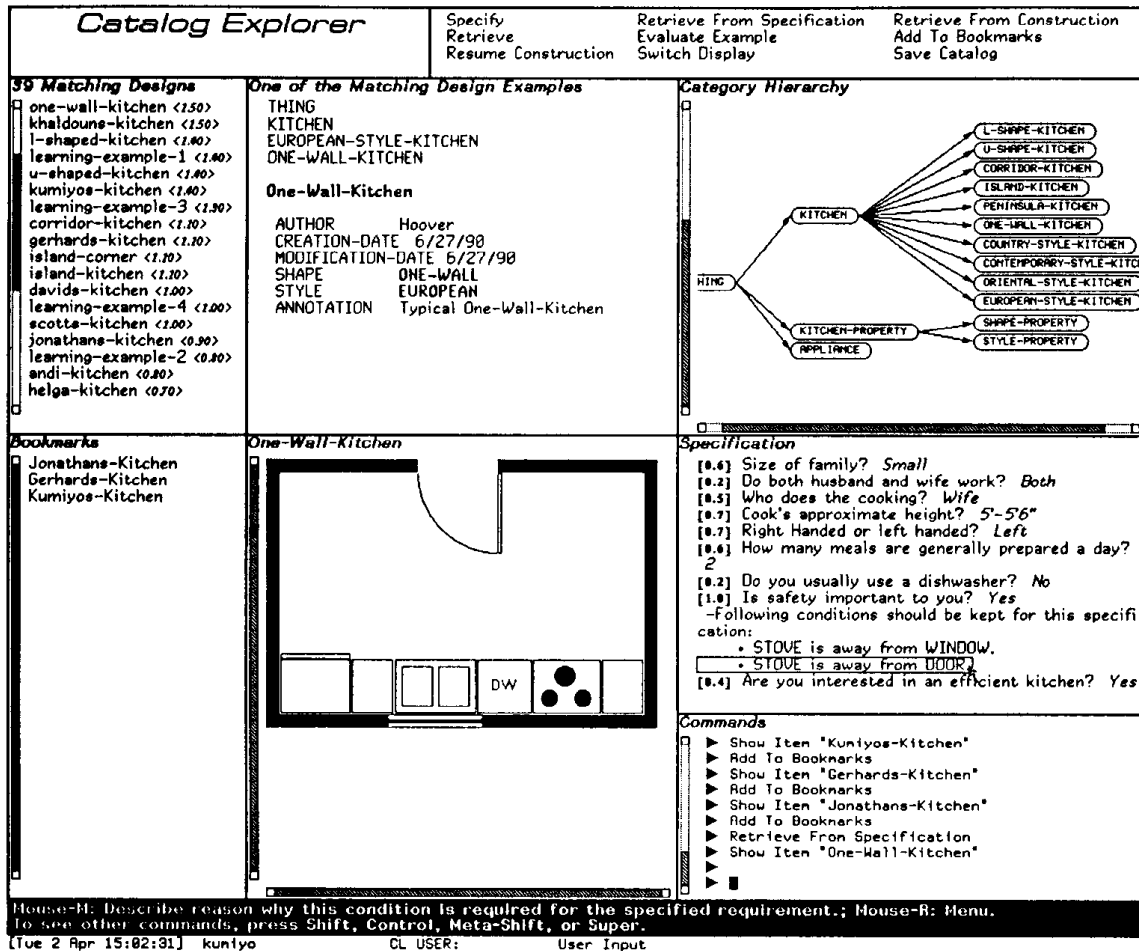 Catalog Explorer
Specify Retrieve From Specification Retrieve From Construction
Retrieve Evaluate Example Add To Bookmarks
Resume Construction Switch Display Save Catalog
39 Matching Designs
one-wall-kitchen <1.50>
khaldouns-kitchen <1.50>
l-shaped-kitchen <1.40>
learning-example-1 <1.40>
u-shaped-kitchen <1.40>
kumiyos-kitchen <1.40>
learning-example-3 <1.30>
corridor-kitchen <1.20>
gerhards-kitchen <1.20>
island-corner <1.20>
island-kitchen <1.20>
davids-kitchen <1.00>
learning-example-4 <1.00>
scotts-kitchen <1.00>
jonathans-kitchen <0.90>
learning-example-2 <0.80>
andi-kitchen <0.80>
helga-kitchen <0.70>
One of the Matching Design Examples
THING
KITCHEN
EUROPEAN-STYLE-KITCHEN
ONE-WALL-KITCHEN
One-Wall-Kitchen
AUTHOR Hoover
CREATION-DATE 6/27/90
MODIFICATION-DATE 6/27/90
SHAPE ONE-WALL
STYLE EUROPEAN
ANNOTATION Typical One-Wall-Kitchen
Category Hierarchy
HING
KITCHEN
KITCHEN-PROPERTY
APPLIANCE
L-SHAPE-KITCHEN
U-SHAPE-KITCHEN
CORRIDOR-KITCHEN
ISLAND-KITCHEN
PENINSULA-KITCHEN
ONE-WALL-KITCHEN
COUNTRY-STYLE-KITCHEN
CONTEMPORARY-STYLE-KITC
ORIENTAL-STYLE-KITCHEN
EUROPEAN-STYLE-KITCHEN
SHAPE-PROPERTY
STYLE-PROPERTY
Bookmarks
Jonathans-Kitchen
Gerhards-Kitchen
Kumiyos-Kitchen
One-Wall-Kitchen
DW
Specification
[0.6] Size of family? Small
[0.2] Do both husband and wife work? Both
[0.5] Who does the cooking? Wife
[0.7] Cook's approximate height? 5'-5'6"
[0.7] Right Handed or left handed? Left
[0.6] How many meals are generally prepared a day?
2
[0.2] Do you usually use a dishwasher? No
[1.0] Is safety important to you? Yes
-Following conditions should be kept for this specifi
cation:
• STOVE is away from WINDOW.
• STOVE is away from DOOR.
[0.4] Are you interested in an efficient kitchen? Yes
Commands
Show Item "Kumiyos-Kitchen"
Add To Bookmarks
Show Item "Gerhards-Kitchen"
Add To Bookmarks
Show Item "Jonathans-Kitchen"
Add To Bookmarks
Retrieve From Specification
Show Item "One-Wall-Kitchen"
Mouse-M: Describe reason why this condition is required for the specified requirement.; Mouse-R: Menu.
To see other commands, press Shift, Control, Meta-Shift, or Super.
[Tue 2 Apr 15:02:31] kumiyo CL USER: User Input